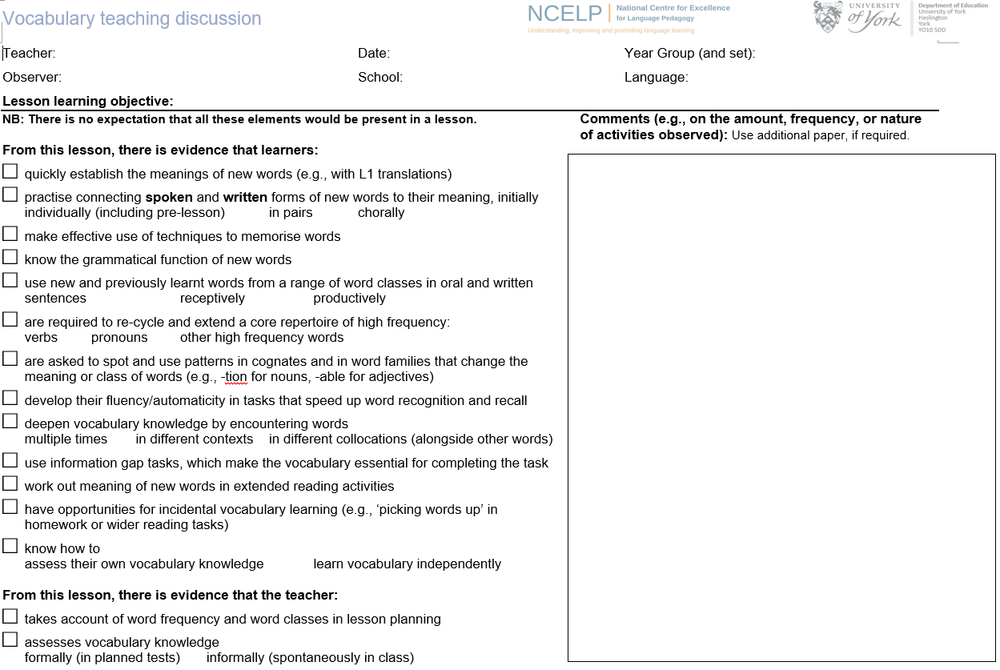 Vocabulary teaching discussion
NCELP
National Centre for Excellence
for Language Pedagogy
Understanding, improving and promoting language learning
UNIVERSITY
of York
Department of Education
University of York
Heslington
York
YO10 5DD
Teacher: Date: Year Group (and set):
Observer: School: Language:
Lesson learning objective:
NB: There is no expectation that all these elements would be present in a lesson.
Comments (e.g., on the amount, frequency, or nature
of activities observed): Use additional paper, if required.
From this lesson, there is evidence that learners:
quickly establish the meanings of new words (e.g., with L1 translations)
practise connecting spoken and written forms of new words to their meaning, initially
individually (including pre-lesson) in pairs chorally
make effective use of techniques to memorise words
know the grammatical function of new words
use new and previously learnt words from a range of word classes in oral and written
sentences receptively productively
are required to re-cycle and extend a core repertoire of high frequency:
verbs pronouns other high frequency words
are asked to spot and use patterns in cognates and in word families that change the
meaning or class of words (e.g., -tion for nouns, -able for adjectives)
develop their fluency/automaticity in tasks that speed up word recognition and recall
deepen vocabulary knowledge by encountering words
multiple times in different contexts in different collocations (alongside other words)
use information gap tasks, which make the vocabulary essential for completing the task
work out meaning of new words in extended reading activities
have opportunities for incidental vocabulary learning (e.g., ‘picking words up’ in
homework or wider reading tasks)
know how to
assess their own vocabulary knowledge learn vocabulary independently
From this lesson, there is evidence that the teacher:
takes account of word frequency and word classes in lesson planning
assesses vocabulary knowledge
formally (in planned tests) informally (spontaneously in class)